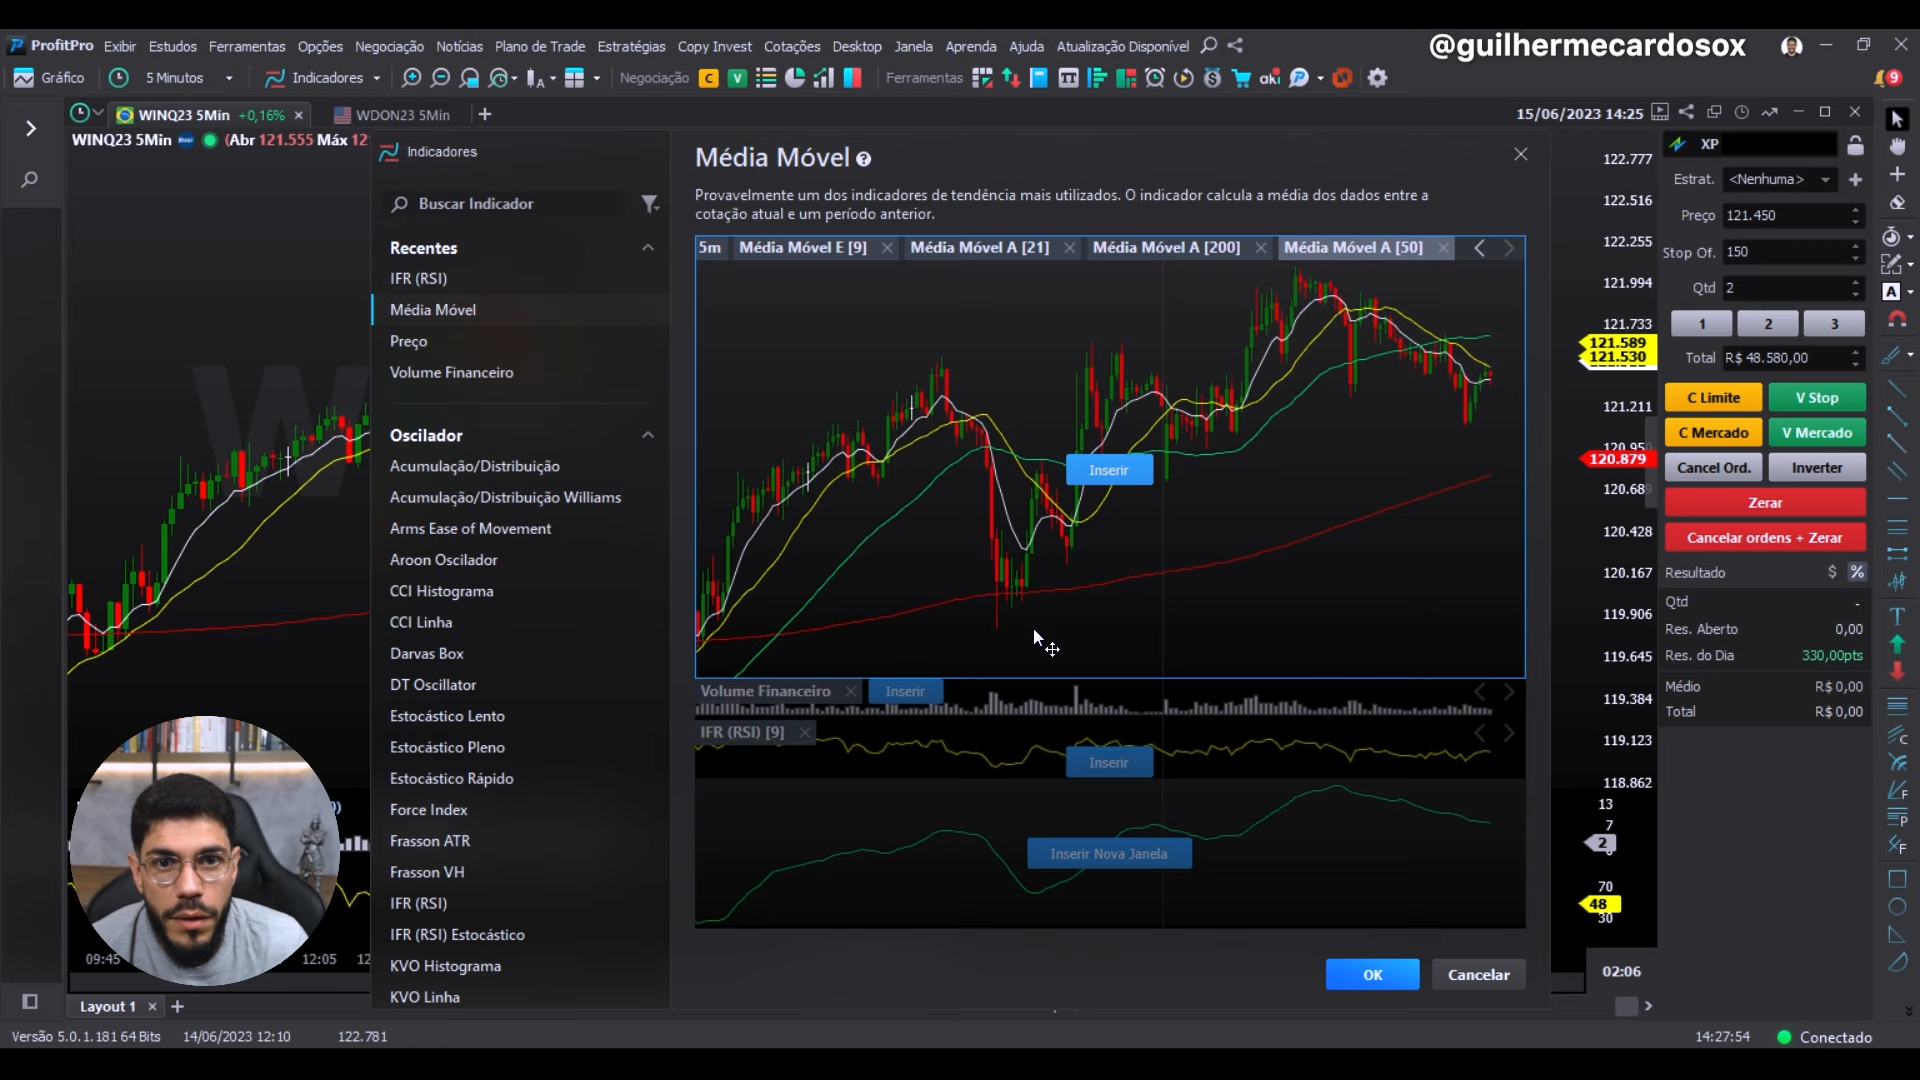 ProfitPro Exibir Estudos Ferramentas Opções Negociação Notícias Plano de Trade Estratégias Copy Invest Cotações Desktop Janela Aprenda Ajuda Atualização Disponível
@guilhermecardosox
Gráfico 5 Minutos Indicadores Negociação C V Ferramentas aki 9
WINQ23 5Min +0,16% WDON23 5Min 15/06/2023 14:25
WINQ23 5Min (Abr 121.555 Máx 12
Indicadores
Buscar Indicador
Recentes
IFR (RSI)
Média Móvel
Preço
Volume Financeiro
Oscilador
Acumulação/Distribuição
Acumulação/Distribuição Williams
Arms Ease of Movement
Aroon Oscilador
CCI Histograma
CCI Linha
Darvas Box
DT Oscillator
Estocástico Lento
Estocástico Pleno
Estocástico Rápido
Force Index
Frasson ATR
Frasson VH
IFR (RSI)
IFR (RSI) Estocástico
KVO Histograma
KVO Linha
Média Móvel
Provavelmente um dos indicadores de tendência mais utilizados. O indicador calcula a média dos dados entre a
cotação atual e um período anterior.
5m Média Móvel E [9] Média Móvel A [21] Média Móvel A [200] Média Móvel A [50]
Inserir
Volume Financeiro Inserir
IFR (RSI) [9]
Inserir
Inserir Nova Janela
OK Cancelar
122.777
122.516
122.255
121.994
121.733
121.589
121.530
121.211
120.879
120.428
120.167
119.906
119.645
119.384
119.123
118.862
13
7
2
70
48
30
02:06
XP
Estrat. <Nenhuma>
Preço 121.450
Stop Of. 150
Qtd 2
1 2 3
Total R$ 48.580,00
C Limite V Stop
C Mercado V Mercado
Cancel Ord. Inverter
Zerar
Cancelar ordens + Zerar
Resultado $ %
Qtd -
Res. Aberto 0,00
Res. do Dia 330,00pts
Médio R$ 0,00
Total R$ 0,00
09:45 12:05 12
Layout 1
Versão 5.0.1.181 64 Bits 14/06/2023 12:10 122.781 14:27:54 Conectado